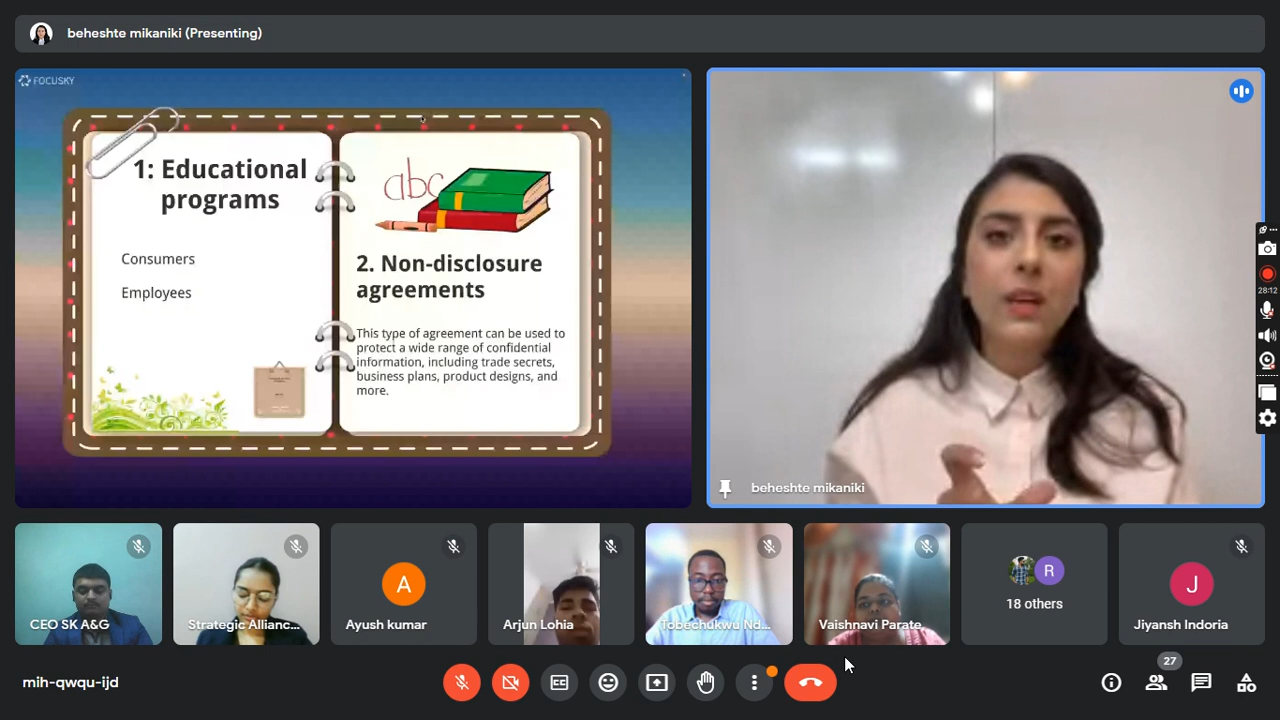 beheshte mikaniki (Presenting)
FOCUSKY
1: Educational
programs
Consumers
Employees
abc
2. Non-disclosure
agreements
This type of agreement can be used to
protect a wide range of confidential
information, including trade secrets,
business plans, product designs, and
more.
beheshte mikaniki
28:12
CEO SK A&G
Strategic Allianc...
A
Ayush kumar
Arjun Lohia
Tobechukwu Nd...
Vaishnavi Parate
R
18 others
J
Jiyansh Indoria
mih-qwqu-ijd
CC
27